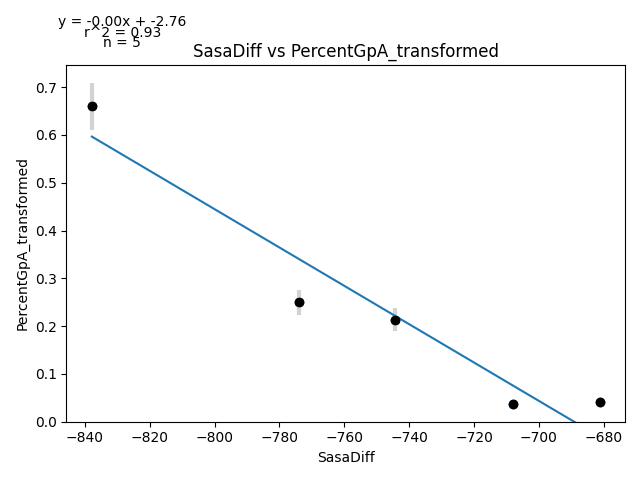 y = -0.00x + -2.76
r^2 = 0.93
n = 5
SasaDiff vs PercentGpA_transformed
0.7
0.6
0.5
0.4
0.3
0.2
0.1
0.0
PercentGpA_transformed
−840
−820
−800
−780
−760
−740
−720
−700
−680
SasaDiff